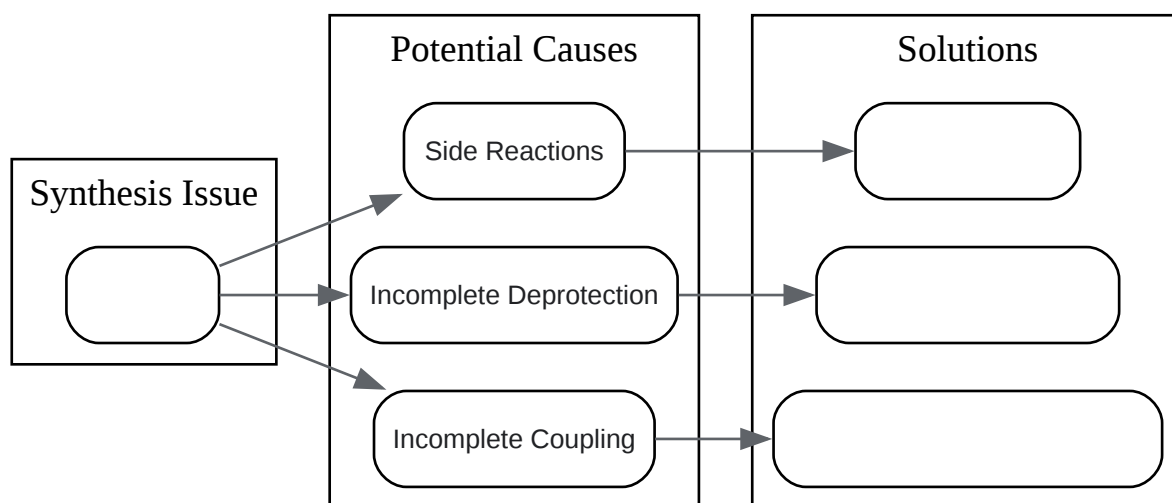 Synthesis Issue
Potential Causes
Side Reactions
Incomplete Deprotection
Incomplete Coupling
Solutions